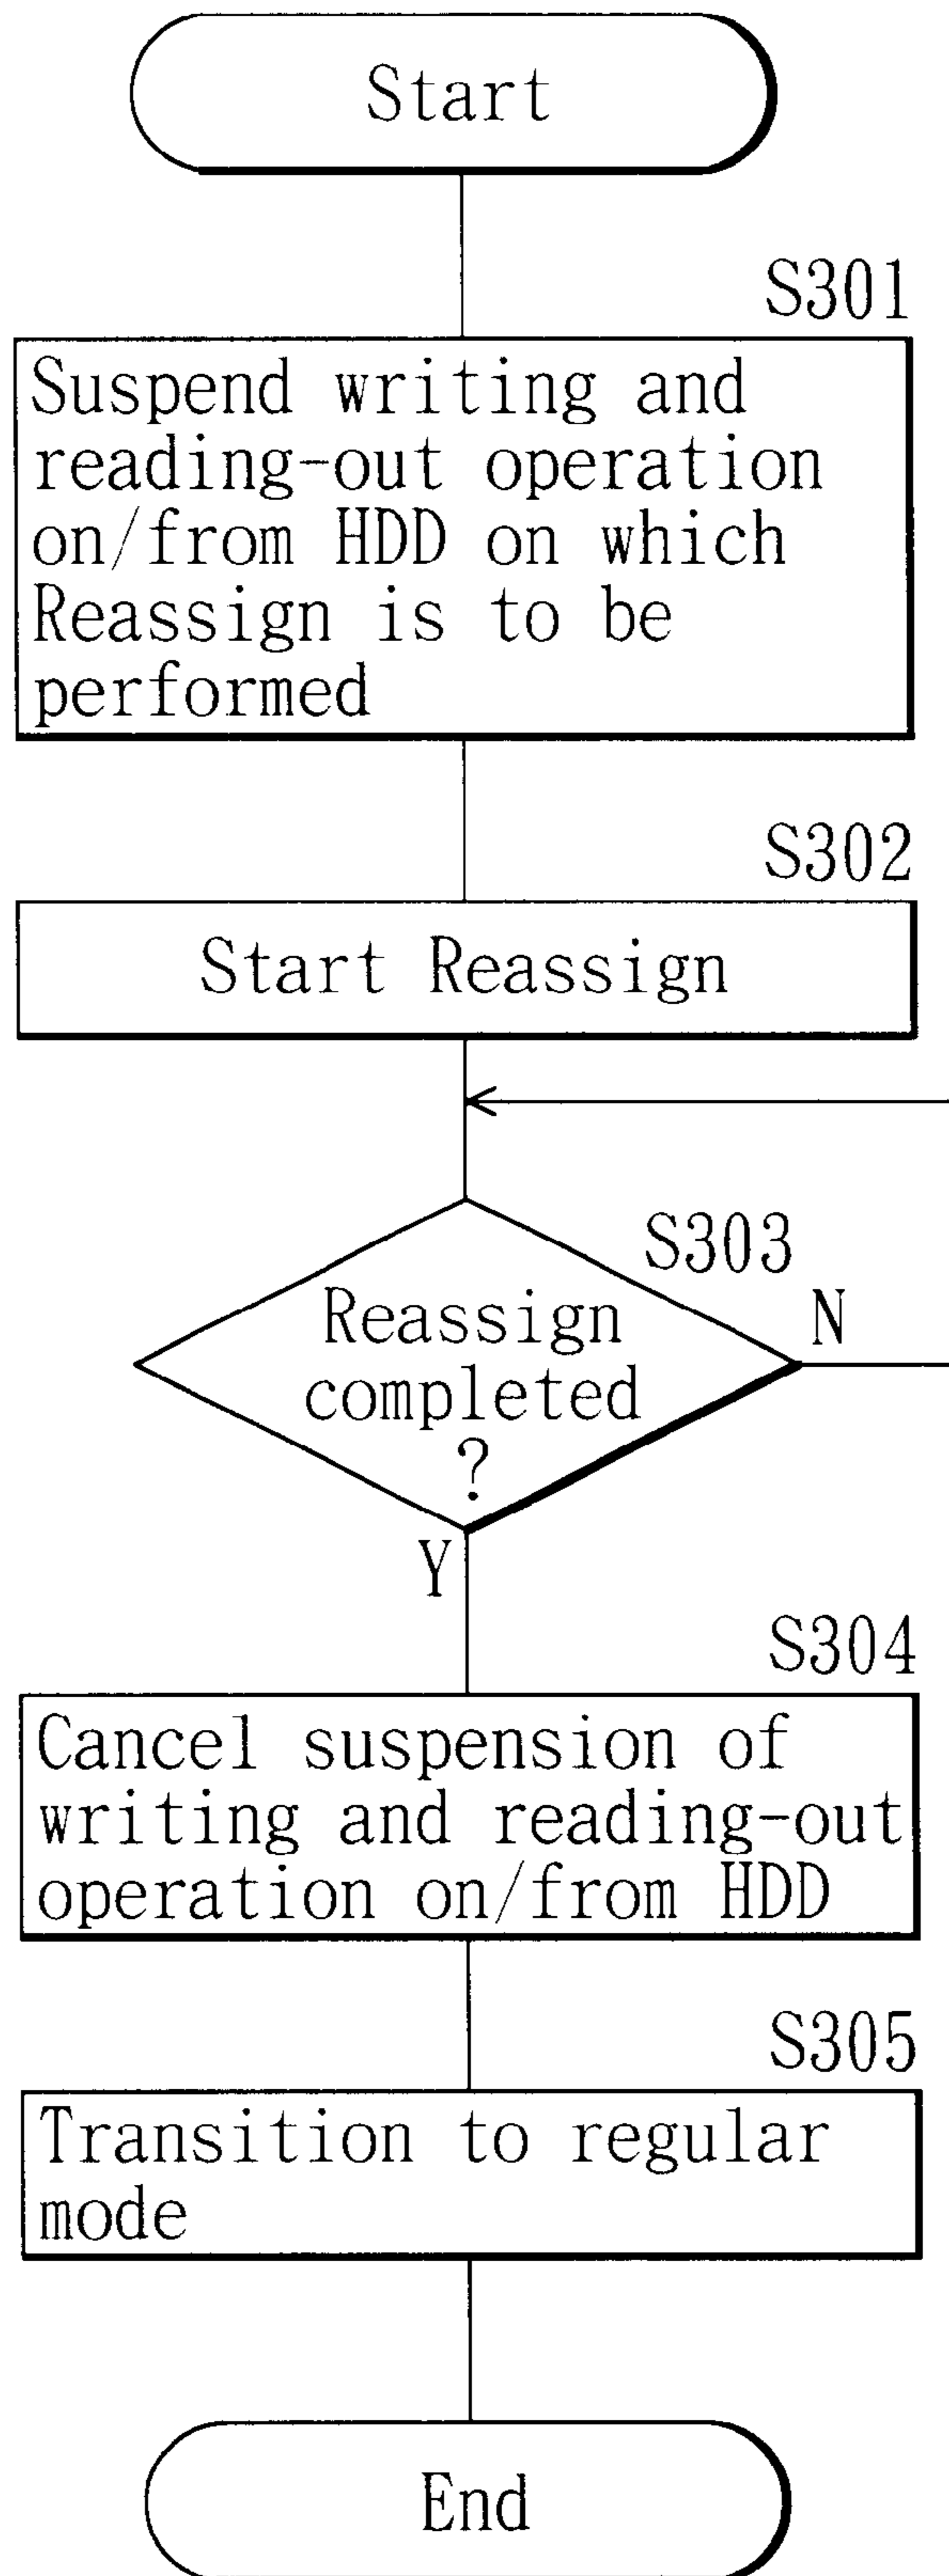 Start
S301
Suspend writing and
reading-out operation
on/from HDD on which
Reassign is to be
performed
S302
Start Reassign
S303
Reassign
completed
?
N
Y
S304
Cancel suspension of
writing and reading-out
operation on/from HDD
S305
Transition to regular
mode
End